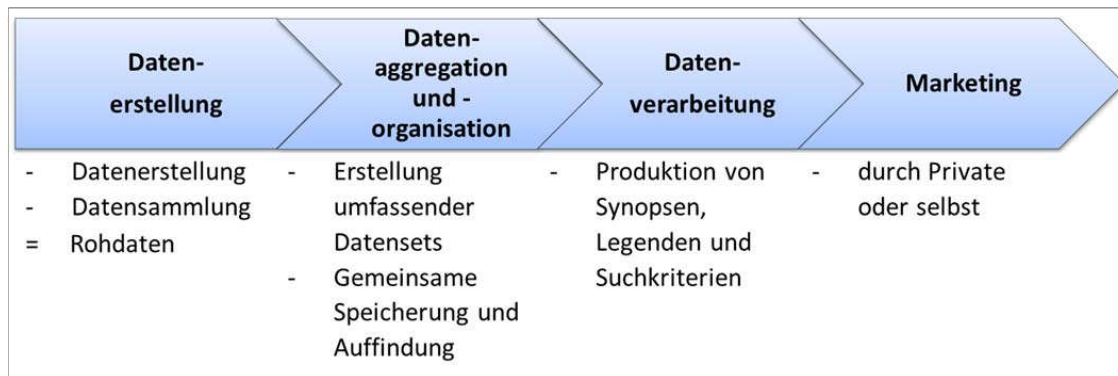 Daten-
erstellung
Daten-
aggregation
und -
organisation
Daten-
verarbeitung
Marketing
- Datenerstellung
- Datensammlung
= Rohdaten
- Erstellung
umfassender
Datensets
- Gemeinsame
Speicherung und
Auffindung
- Produktion von
Synopsen,
Legenden und
Suchkriterien
- durch Private
oder selbst